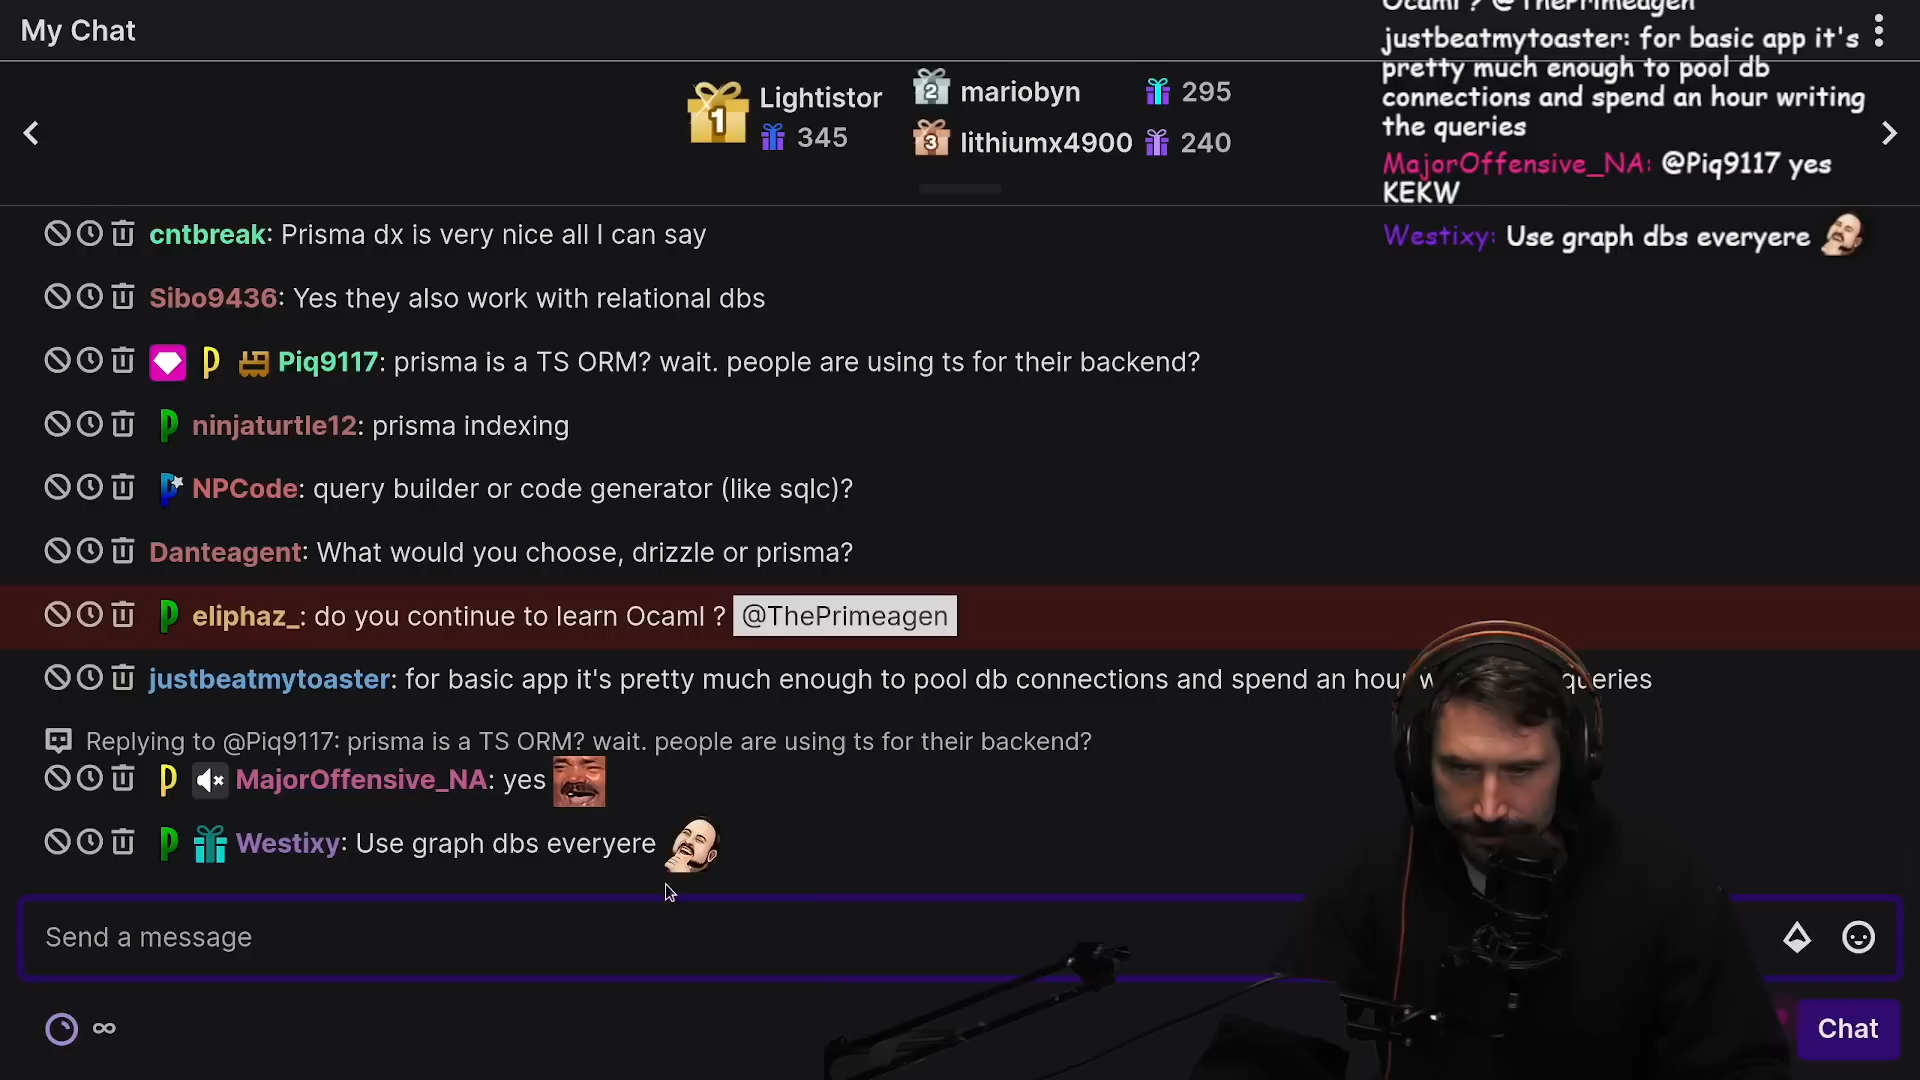 My Chat
Lightistor
345
mariobyn 295
lithiumx4900 240
1
2
3
Ocaml ? @ThePrimeagen
justbeatmytoaster: for basic app it's
pretty much enough to pool db
connections and spend an hour writing
the queries
MajorOffensive_NA: @Piq9117 yes
KEKW
Westixy: Use graph dbs everyere
cntbreak: Prisma dx is very nice all I can say
Sibo9436: Yes they also work with relational dbs
Piq9117: prisma is a TS ORM? wait. people are using ts for their backend?
ninjaturtle12: prisma indexing
NPCode: query builder or code generator (like sqlc)?
Danteagent: What would you choose, drizzle or prisma?
eliphaz_: do you continue to learn Ocaml ? @ThePrimeagen
justbeatmytoaster: for basic app it's pretty much enough to pool db connections and spend an hour queries
Replying to @Piq9117: prisma is a TS ORM? wait. people are using ts for their backend?
MajorOffensive_NA: yes
Westixy: Use graph dbs everyere
Send a message
∞
Chat